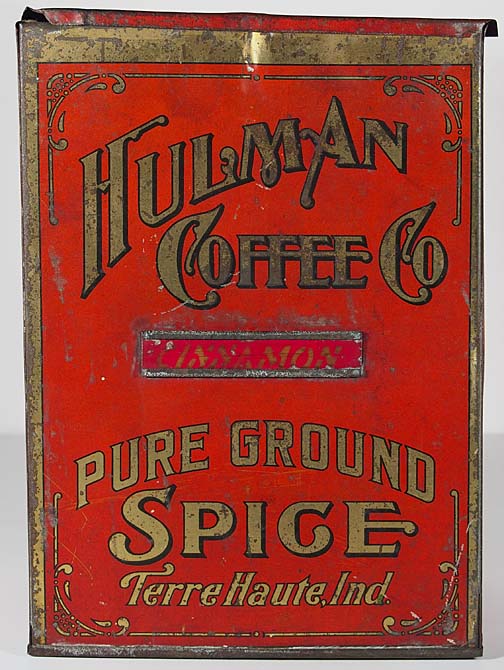 HULMAN
COFFEE CO
CINNAMON
PURE GROUND
SPICE
Terre Haute, Ind.